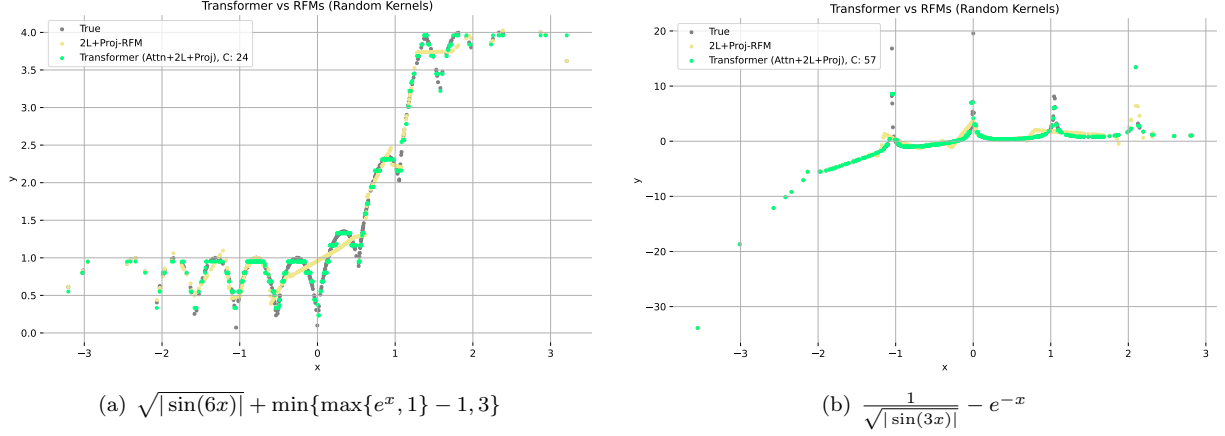 Transformer vs RFMs (Random Kernels)
True
2L+Proj-RFM
Transformer (Attn+2L+Proj), C: 24
4.0
3.5
3.0
2.5
2.0
1.5
1.0
0.5
0.0
y
−3 −2 −1 0 1 2 3
x
(a) $\sqrt{|\sin(6x)|} + \min\{\max\{e^x, 1\} - 1, 3\}$
Transformer vs RFMs (Random Kernels)
True
2L+Proj-RFM
Transformer (Attn+2L+Proj), C: 57
20
10
0
−10
−20
−30
y
−3 −2 −1 0 1 2 3
x
(b) $\frac{1}{\sqrt{|\sin(3x)|}} - e^{-x}$